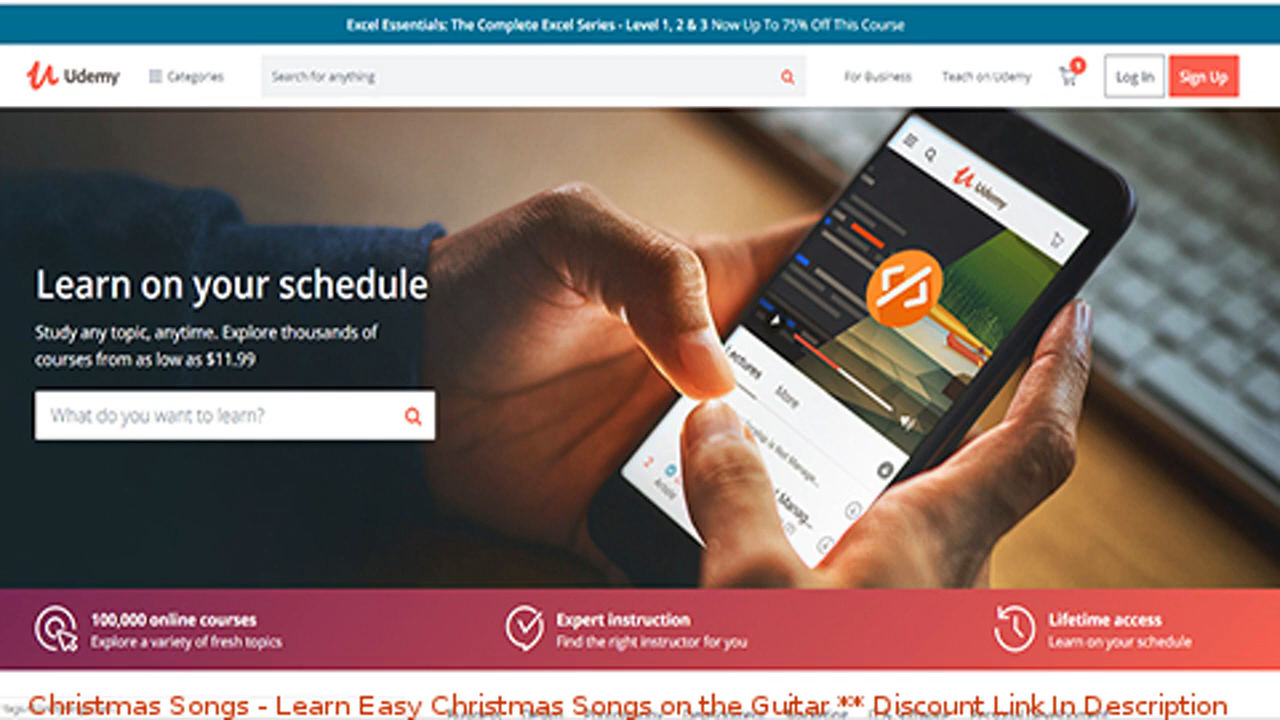 Excel Essentials: The Complete Excel Series - Level 1, 2 & 3 Now Up To 75% Off This Course
Udemy Categories Search for anything For Business Teach on Udemy Log In Sign Up
Udemy
Learn on your schedule
Study any topic, anytime. Explore thousands of
courses from as low as $11.99
What do you want to learn?
Lectures More
100,000 online courses
Explore a variety of fresh topics
Expert instruction
Find the right instructor for you
Lifetime access
Learn on your schedule
Christmas Songs - Learn Easy Christmas Songs on the Guitar ** Discount Link In Description